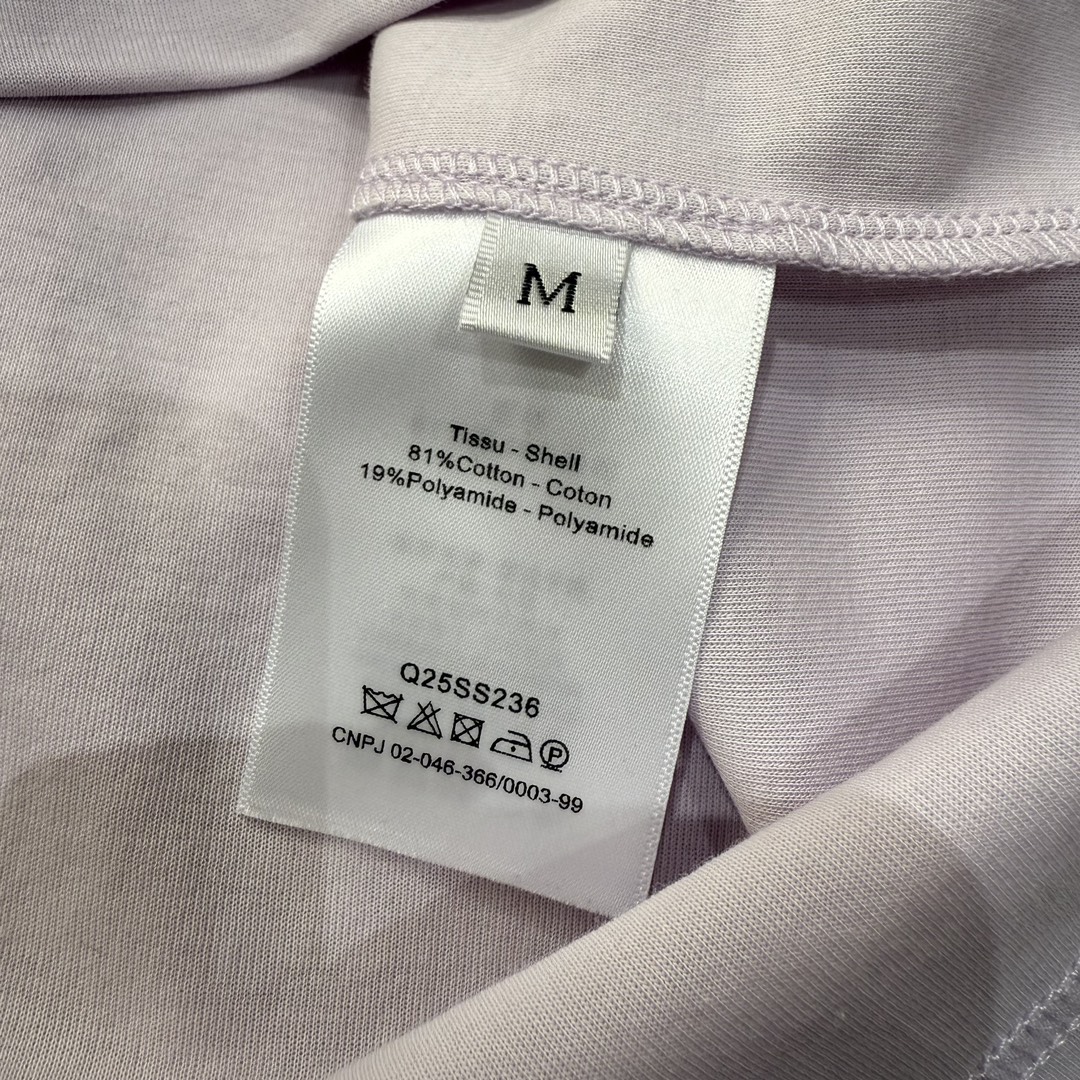 M
Tissu - Shell
81%Cotton - Coton
19%Polyamide - Polyamide
Q25SS236
P
CNPJ 02-046-366/0003-99